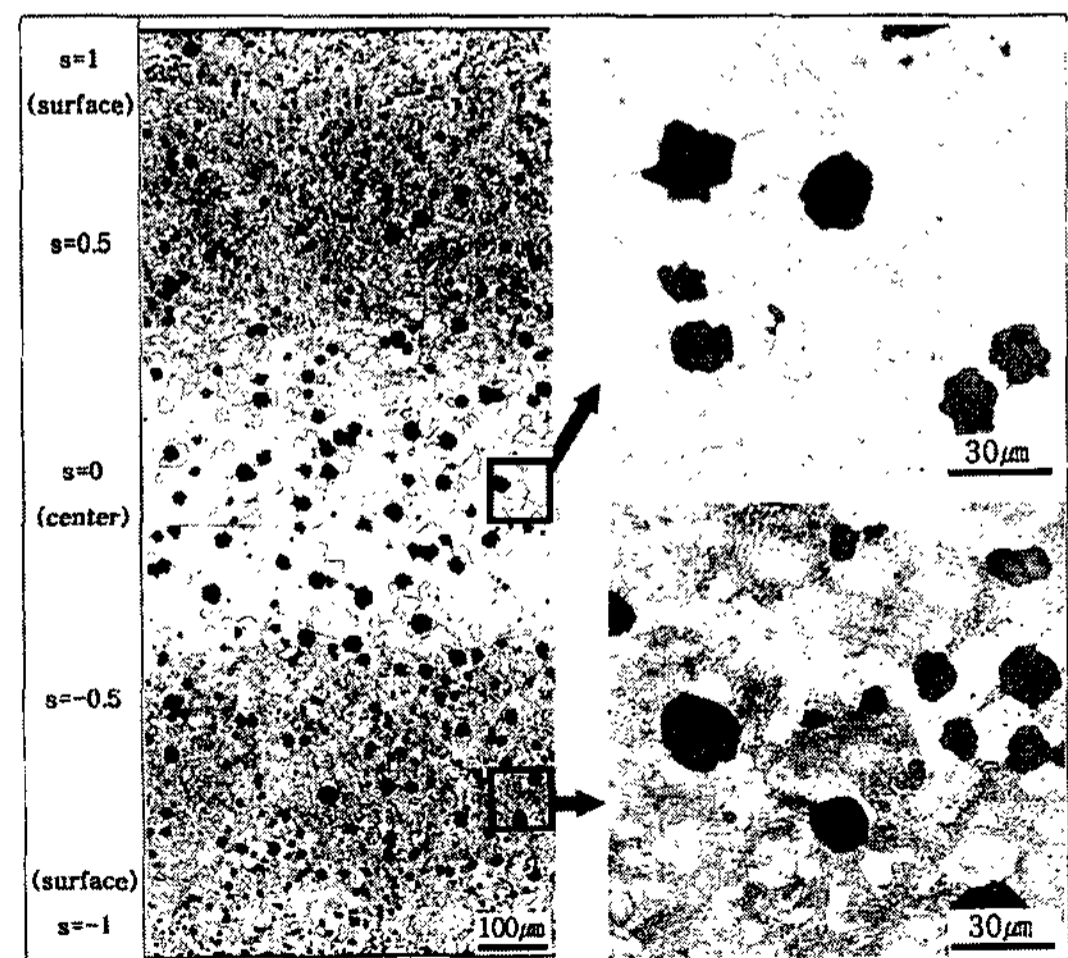 s=1
(surface)
s=0.5
s=0
(center)
s=-0.5
(surface)
s=-1
100μm
30μm
30μm